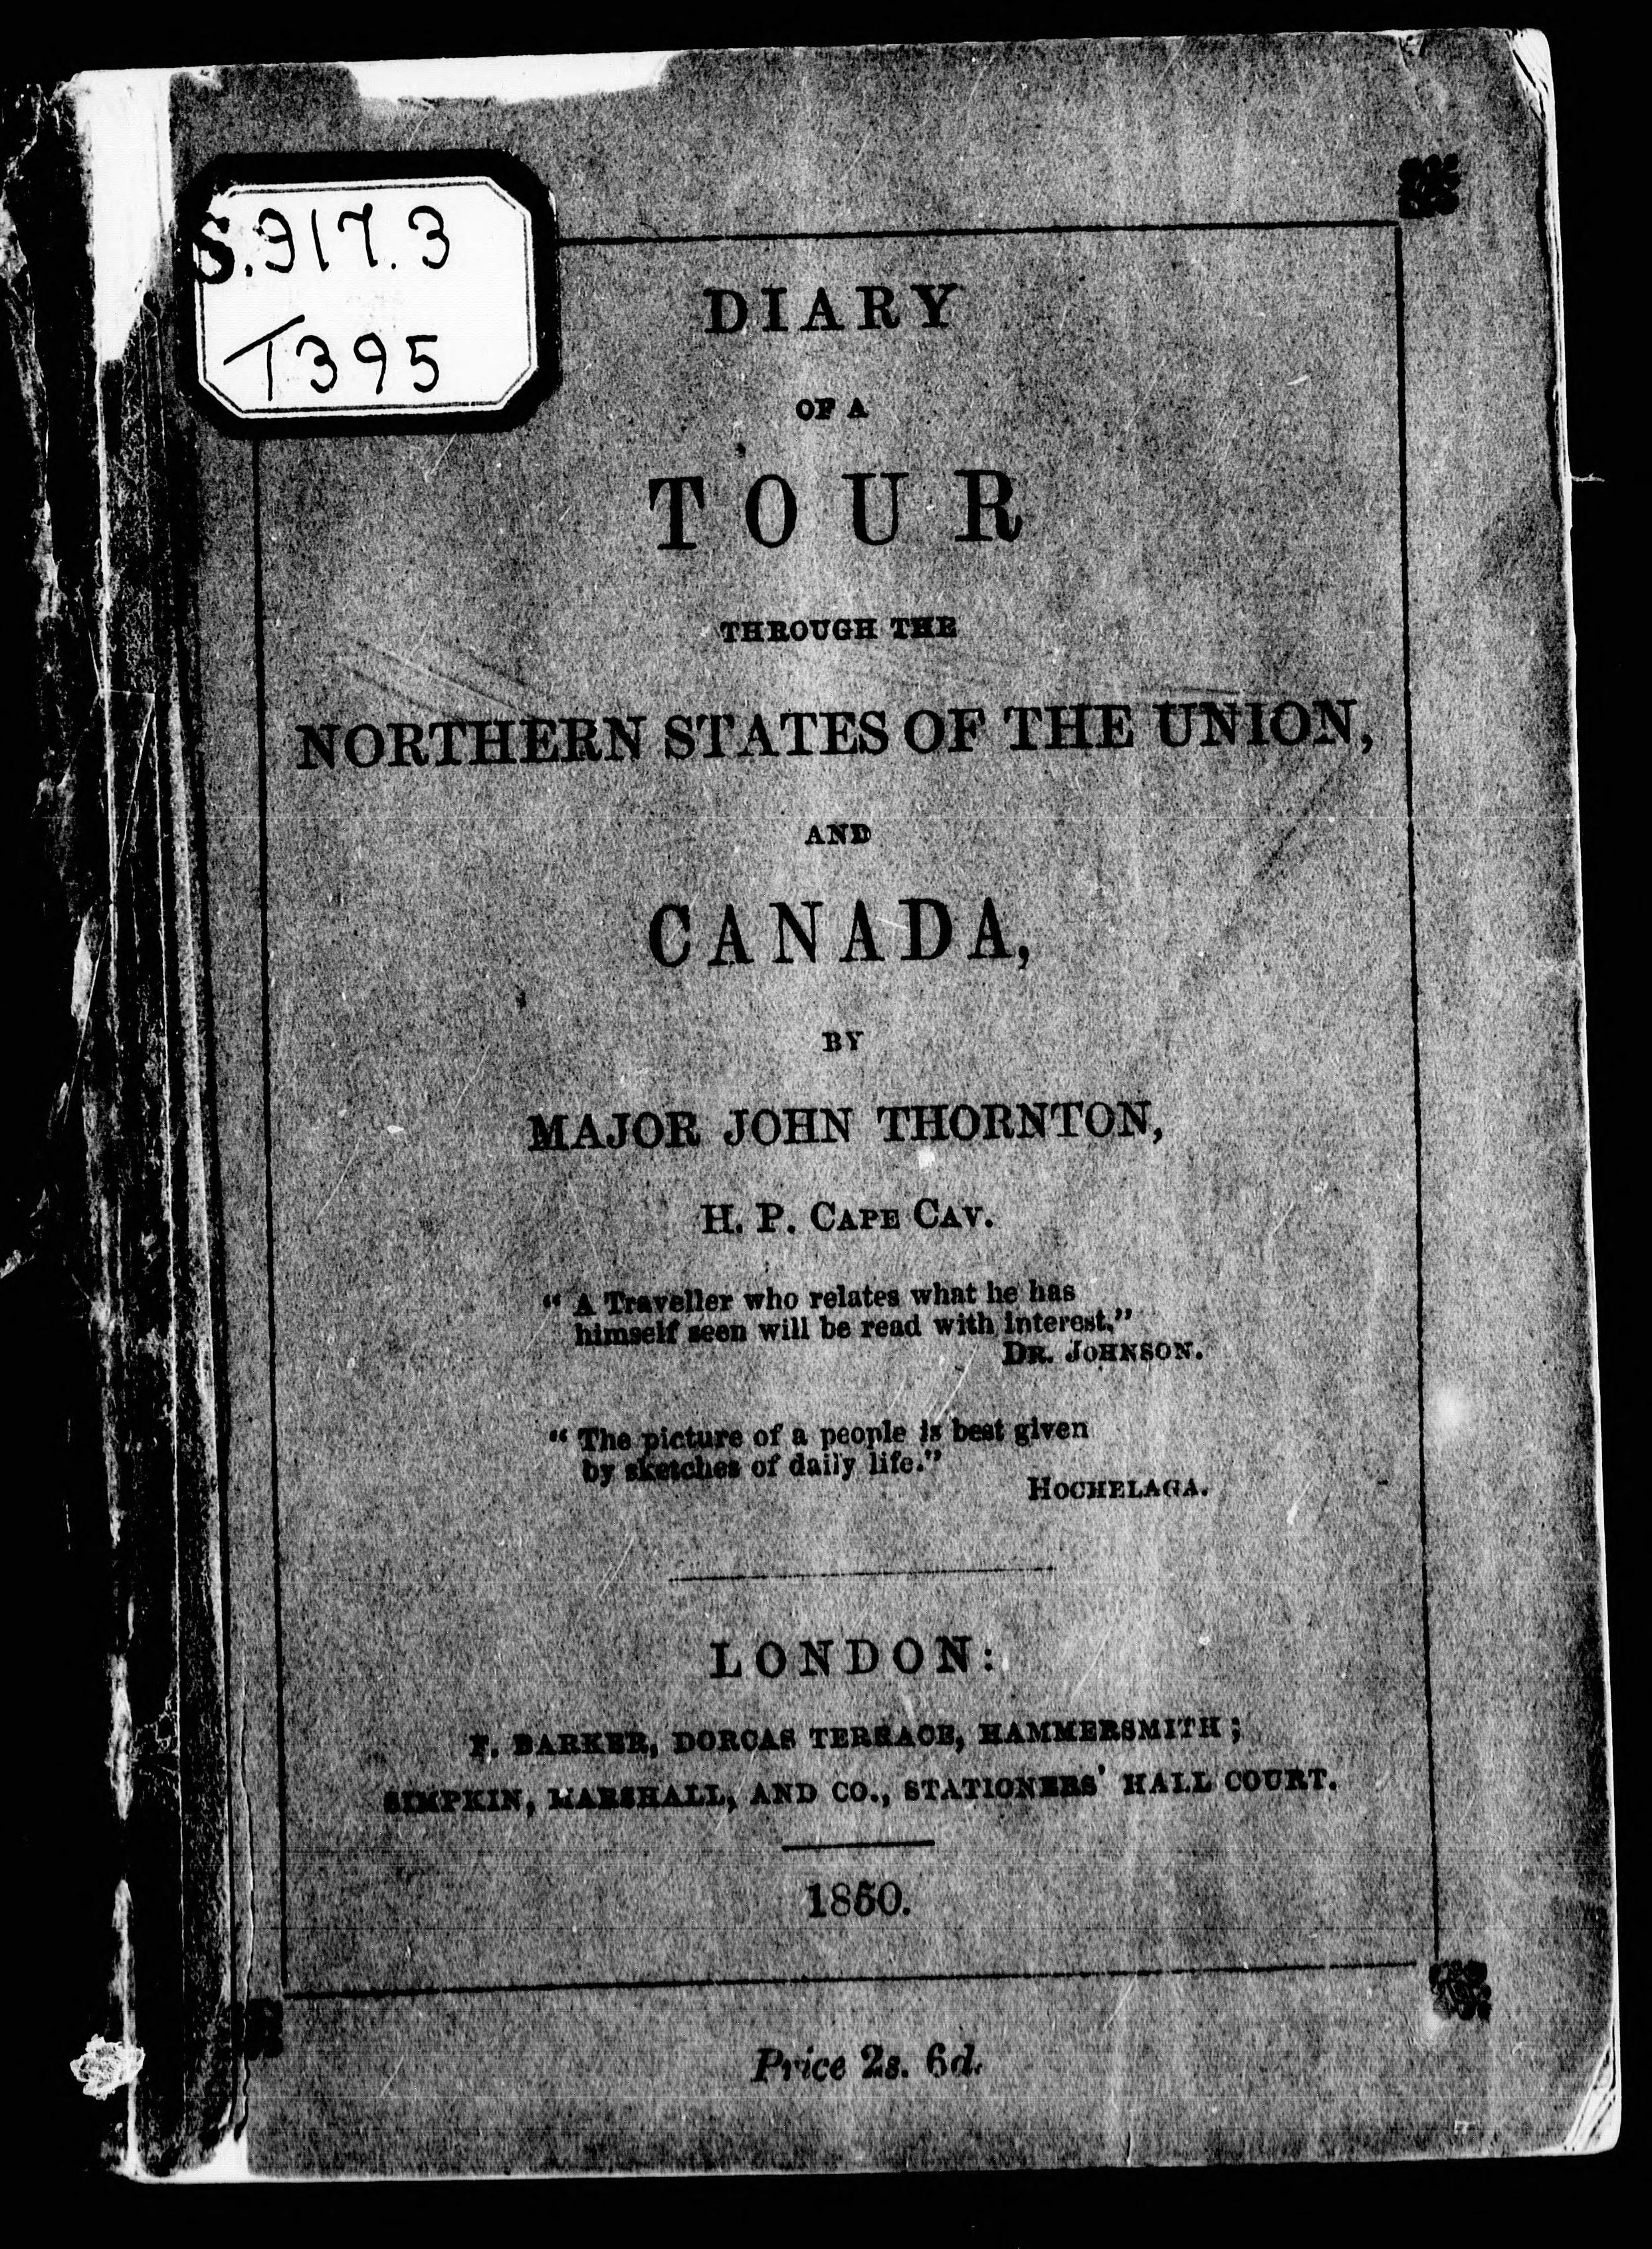 S.917.3
T395
DIARY
OF A
TOUR
THROUGH THE
NORTHERN STATES OF THE UNION,
AND
CANADA,
BY
MAJOR JOHN THORNTON,
H. P. CAPE CAV.
“ A Traveller who relates what he has
himself seen will be read with interest.”
DR. JOHNSON.
“ The picture of a people is best given
by sketches of daily life.”
HOCHELAGA.
LONDON:
F. BARKER, DORCAS TERRACE, HAMMERSMITH;
SIMPKIN, MARSHALL, AND CO., STATIONERS' HALL COURT.
1850.
Price 2s. 6d.